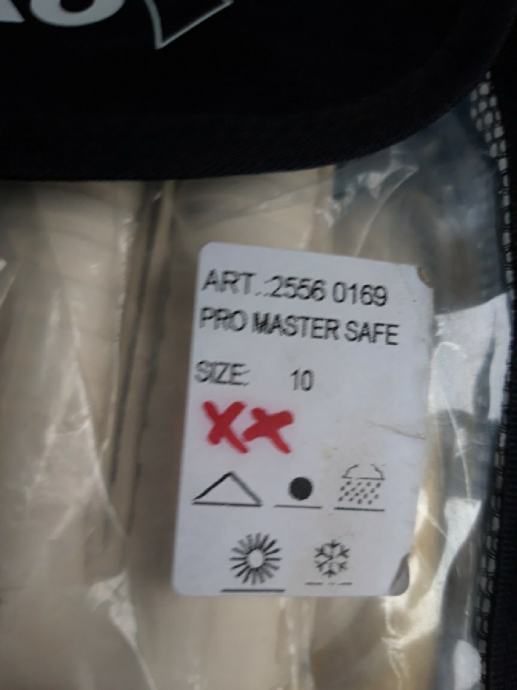 ART.:2556 0169
PRO MASTER SAFE
SIZE: 10
XX